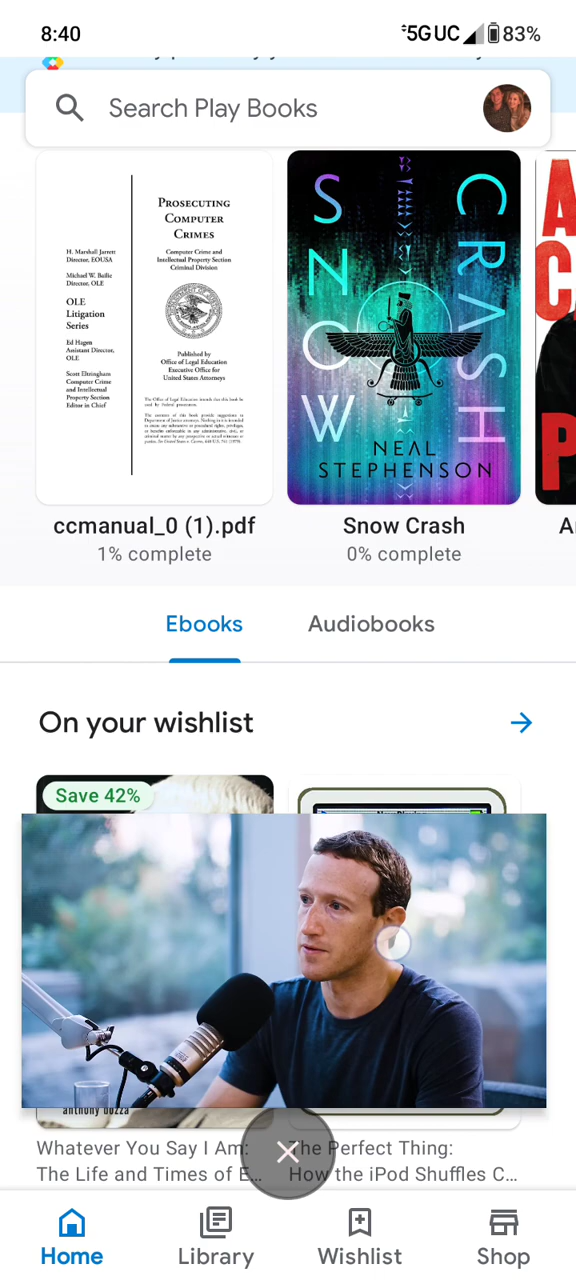 8:40
5G UC
83%
Search Play Books
PROSECUTING
COMPUTER
CRIMES
Computer Crime and
Intellectual Property Section
Criminal Division
H. Marshall Jarrett
Director, EOUSA
Michael W. Bailie
Director, OLE
OLE
Litigation
Series
Ed Hagen
Assistant Director,
OLE
Scott Eltringham
Computer Crime
and Intellectual
Property Section
Editor in Chief
Published by
Office of Legal Education
Executive Office for
United States Attorneys
SNOW
CRASH
NEAL
STEPHENSON
ccmanual_0 (1).pdf
1% complete
Snow Crash
0% complete
Ebooks
Audiobooks
On your wishlist
Save 42%
anthony bozza
Whatever You Say I Am:
The Life and Times of E...
The Perfect Thing:
How the iPod Shuffles C...
Home
Library
Wishlist
Shop